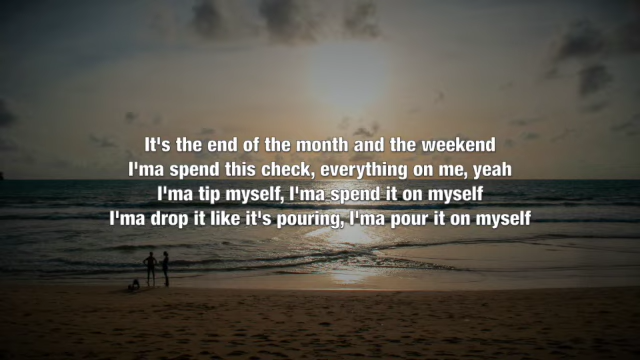 It's the end of the month and the weekend
I'ma spend this check, everything on me, yeah
I'ma tip myself, I'ma spend it on myself
I'ma drop it like it's pouring, I'ma pour it on myself